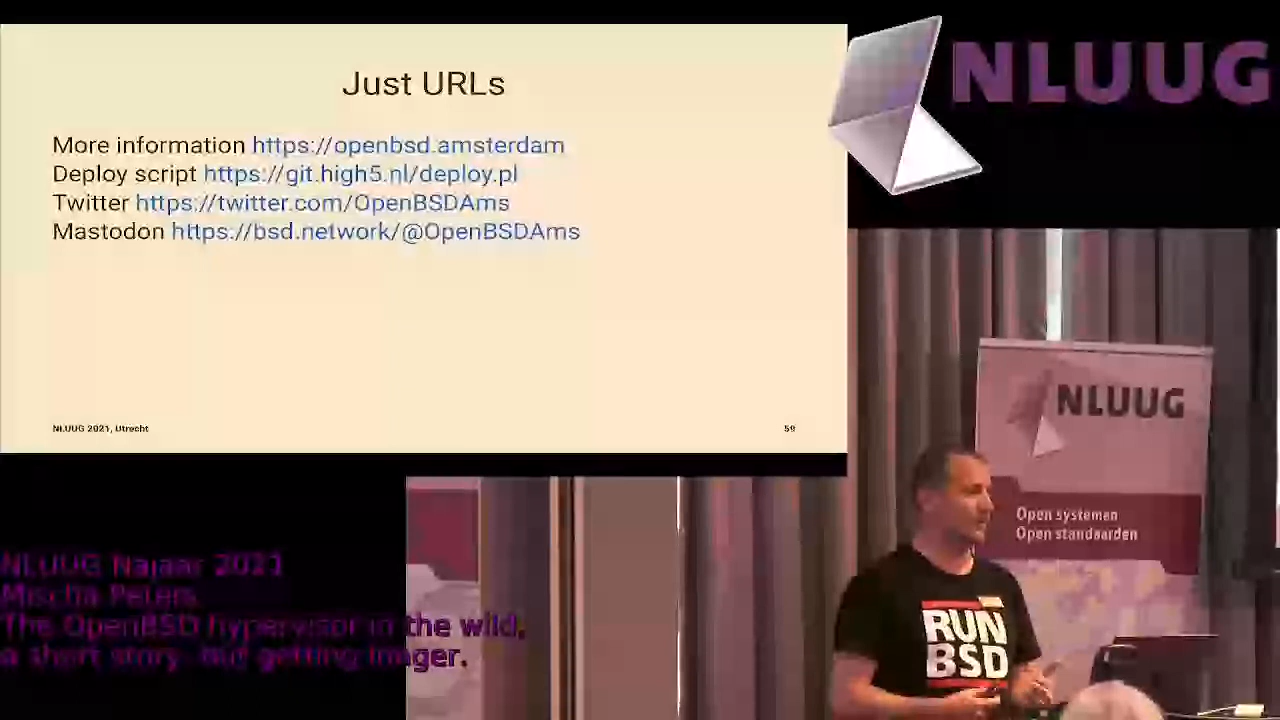 Just URLs
More information https://openbsd.amsterdam
Deploy script https://git.high5.nl/deploy.pl
Twitter https://twitter.com/OpenBSDAms
Mastodon https://bsd.network/@OpenBSDAms
NLUUG 2021, Utrecht
59
NLUUG
NLUUG
Open systemen
Open standaarden
RUN
BSD
NLUUG Najaar 2021
Mischa Peters
The OpenBSD hypervisor in the wild,
a short story, but getting longer.